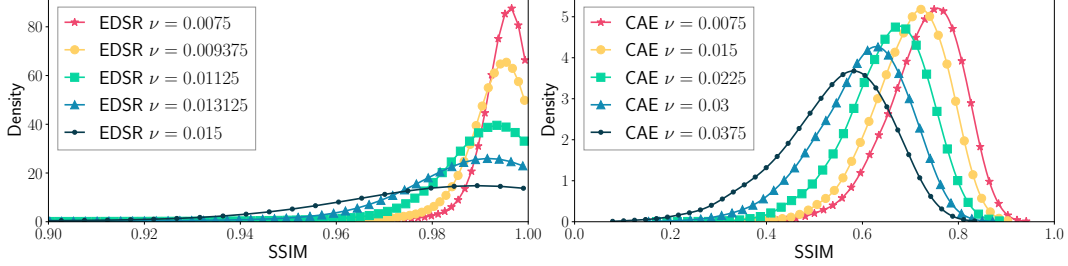 EDSR ν = 0.0075
EDSR ν = 0.009375
EDSR ν = 0.01125
EDSR ν = 0.013125
EDSR ν = 0.015
Density
80
60
40
20
0
0.90 0.92 0.94 0.96 0.98 1.00
SSIM
CAE ν = 0.0075
CAE ν = 0.015
CAE ν = 0.0225
CAE ν = 0.03
CAE ν = 0.0375
Density
5
4
3
2
1
0
0.0 0.2 0.4 0.6 0.8 1.0
SSIM